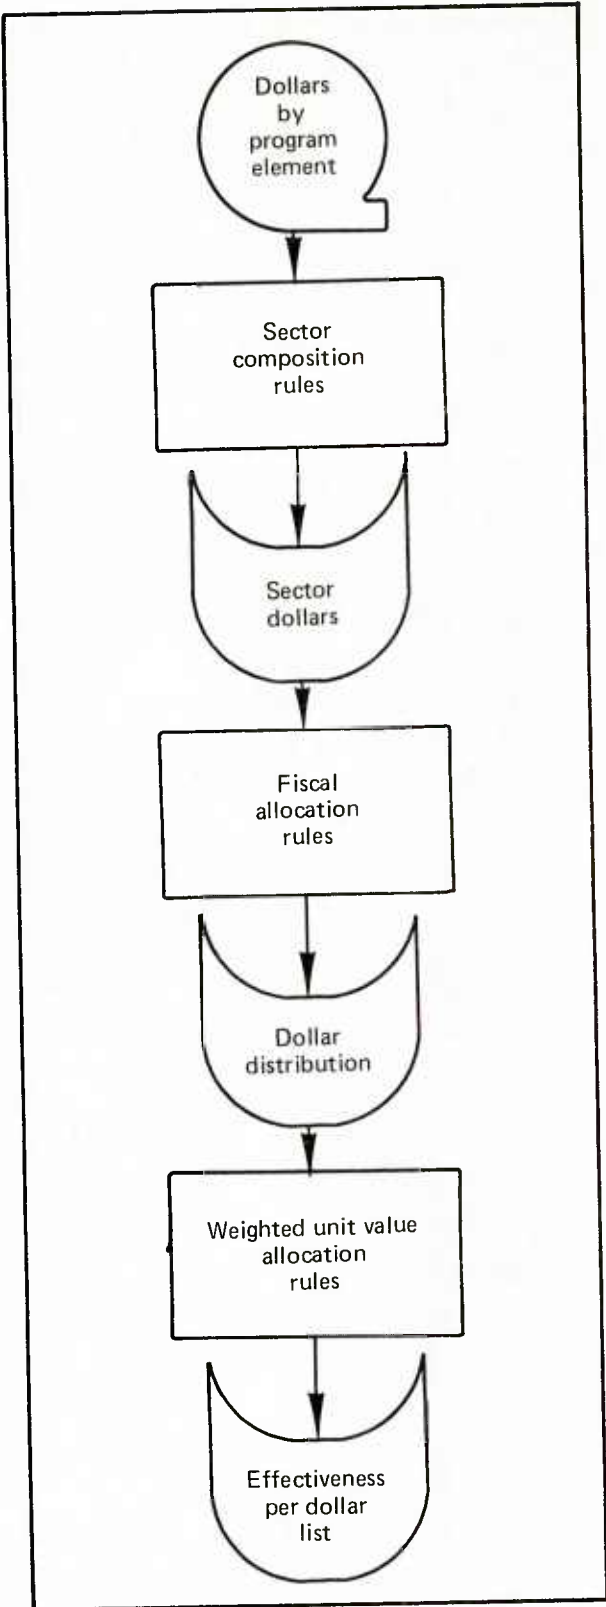 Dollars
by
program
element
Sector
composition
rules
Sector
dollars
Fiscal
allocation
rules
Dollar
distribution
Weighted unit value
allocation
rules
Effectiveness
per dollar
list